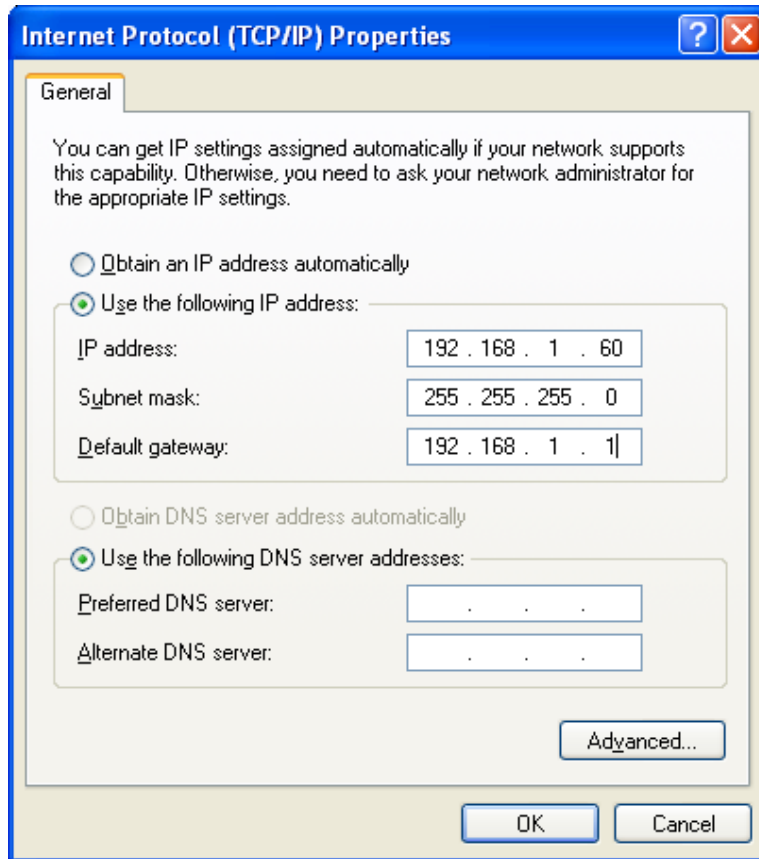 Internet Protocol (TCP/IP) Properties
General
You can get IP settings assigned automatically if your network supports
this capability. Otherwise, you need to ask your network administrator for
the appropriate IP settings.
Obtain an IP address automatically
Use the following IP address:
IP address: 192 . 168 . 1 . 60
Subnet mask: 255 . 255 . 255 . 0
Default gateway: 192 . 168 . 1 . 1
Obtain DNS server address automatically
Use the following DNS server addresses:
Preferred DNS server: . . .
Alternate DNS server: . . .
Advanced...
OK Cancel